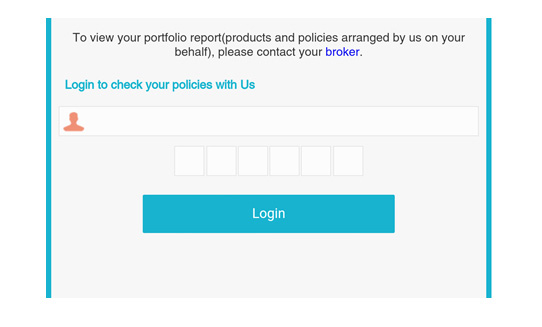 To view your portfolio report(products and policies arranged by us on your
behalf), please contact your broker.
Login to check your policies with Us
Login